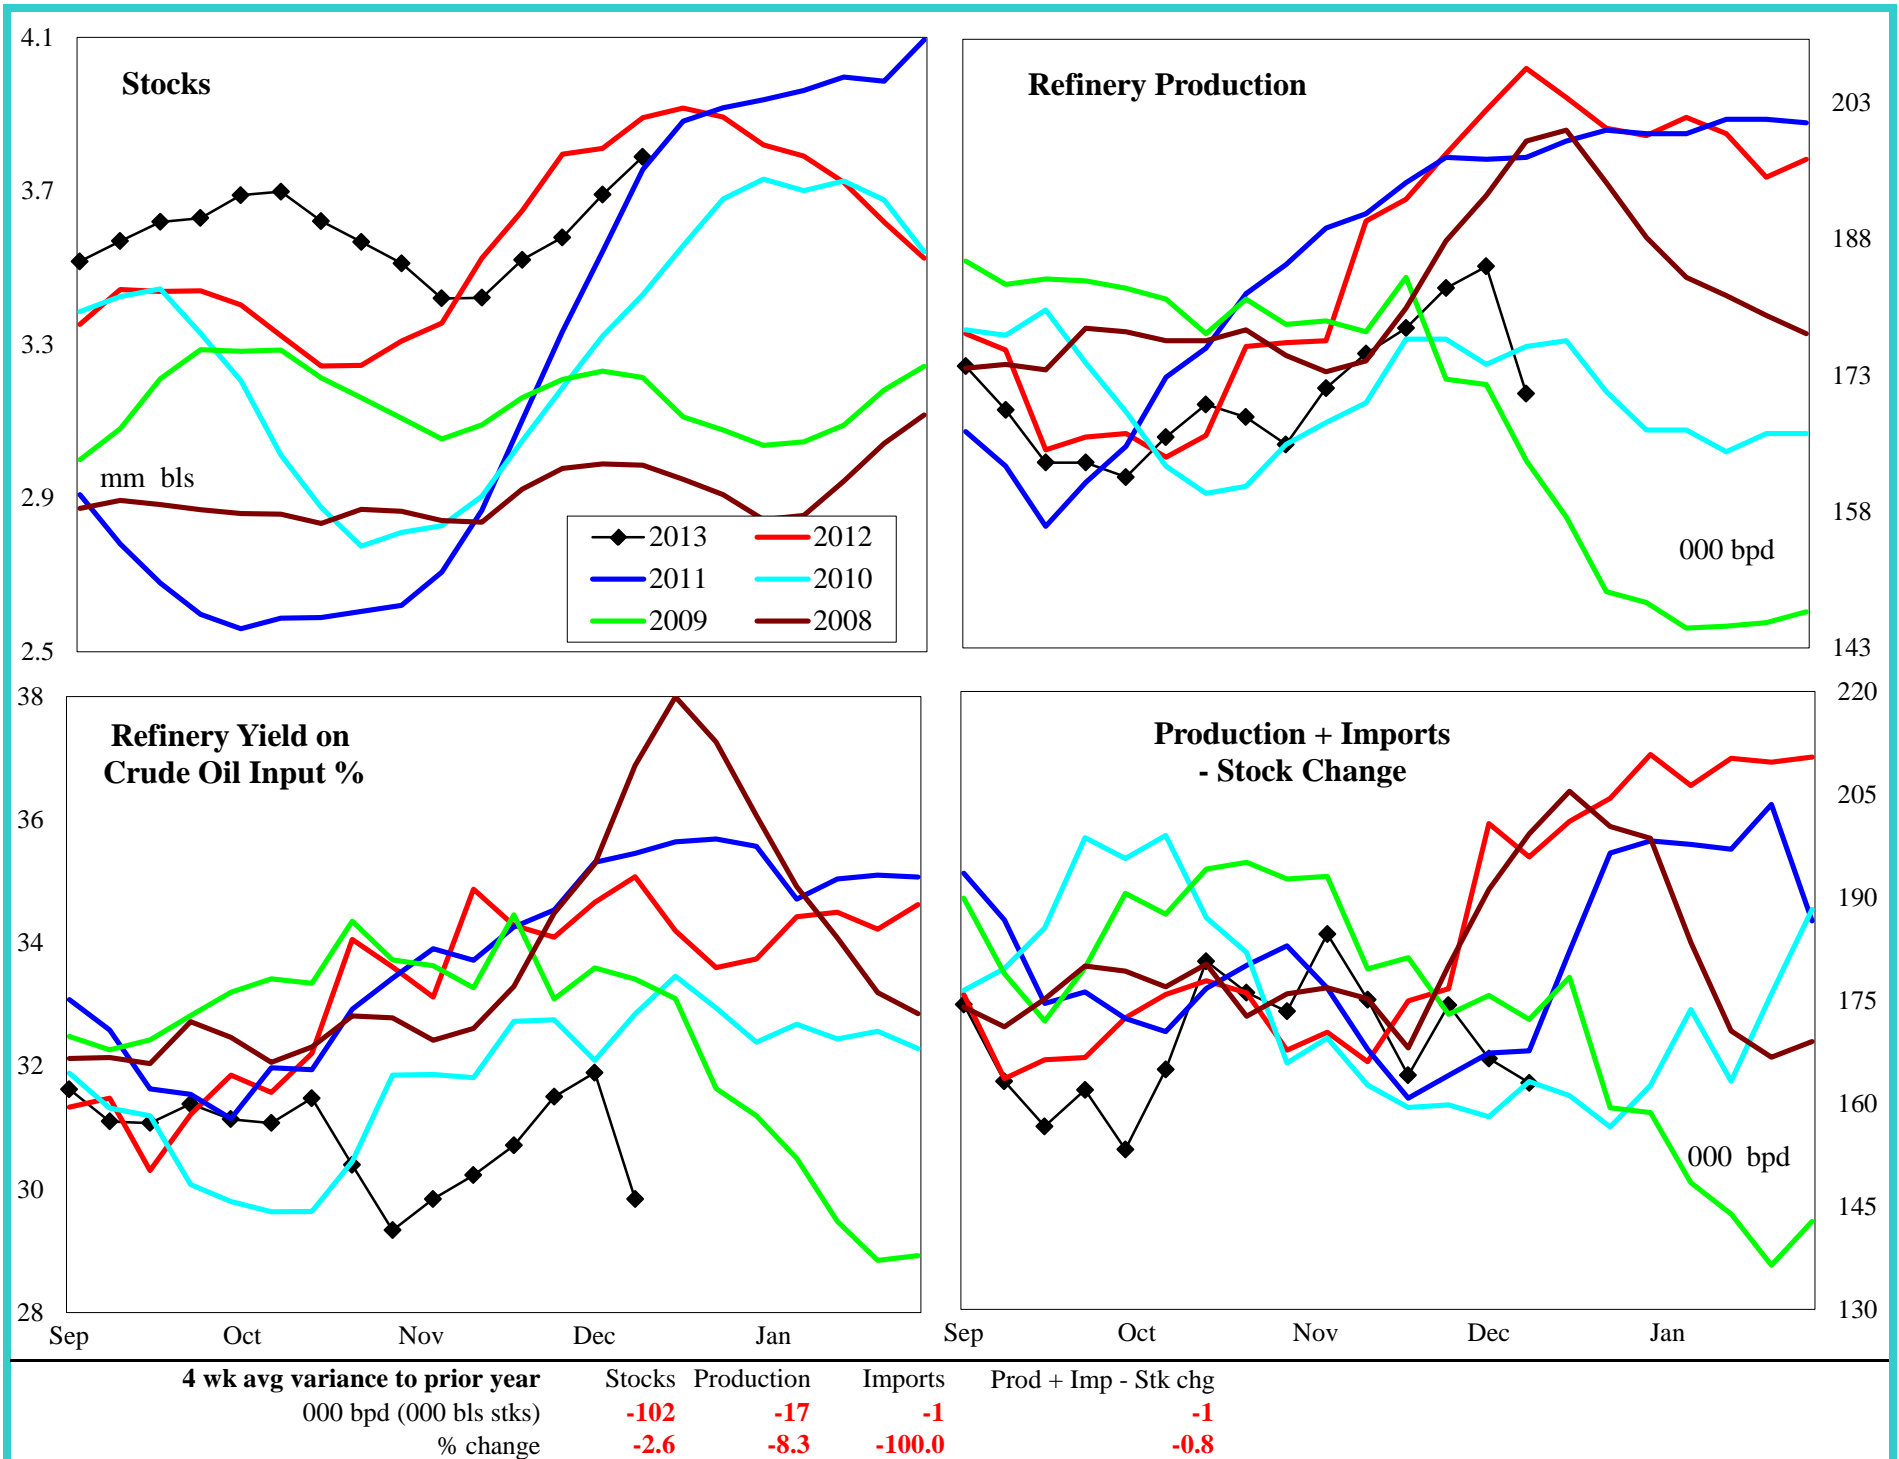 Stocks
4.1
3.7
3.3
2.9
2.5
mm bls
2013 2012
2011 2010
2009 2008
Refinery Production
203
188
173
158
143
000 bpd
Refinery Yield on
Crude Oil Input %
38
36
34
32
30
28
Sep Oct Nov Dec Jan
Production + Imports
- Stock Change
220
205
190
175
160
145
130
000 bpd
Sep Oct Nov Dec Jan
4 wk avg variance to prior year Stocks Production Imports Prod + Imp - Stk chg
000 bpd (000 bls stks) -102 -17 -1 -1
% change -2.6 -8.3 -100.0 -0.8